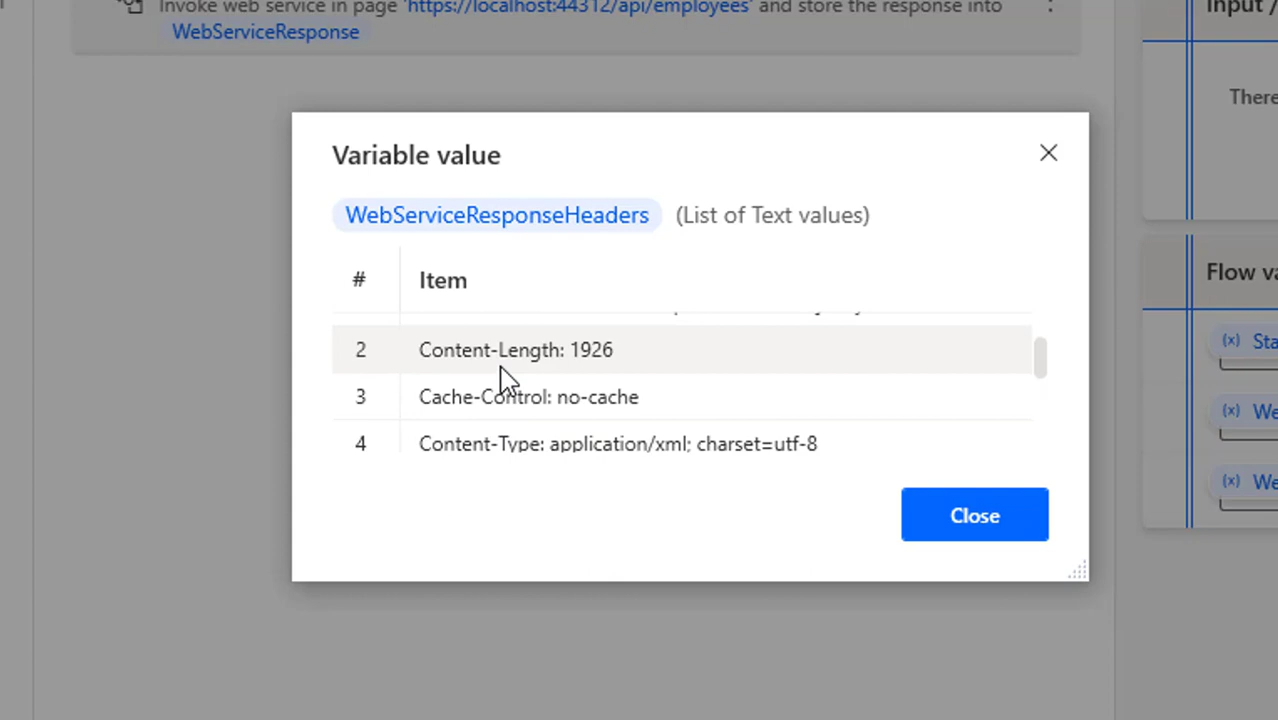 Invoke web service in page 'https://localhost:44312/api/employees' and store the response into
WebServiceResponse
Input /
There
Variable value
WebServiceResponseHeaders (List of Text values)
# Item
2 Content-Length: 1926
3 Cache-Control: no-cache
4 Content-Type: application/xml; charset=utf-8
Close
Flow va
(x) Sta
(x) We
(x) We